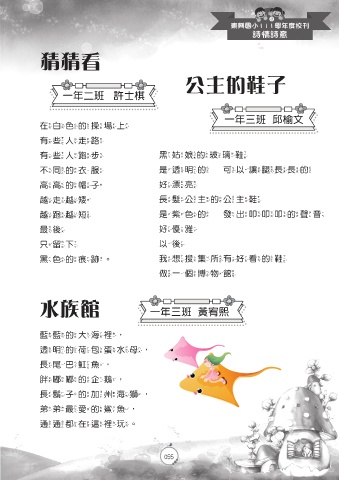 東興國小111學年度校刊
詩情詩意
猜猜看
一年二班 許士棋
在白色的操場上,
有些人走路,
有些人跑步,
不同的衣服,
高高的帽子,
越走越矮,
越跑越短,
最後,
只留下,
黑色的痕跡。
公主的鞋子
一年三班 邱榆文
黑姑娘的玻璃鞋,
是透明的, 可以讓腿長長的,
好漂亮。
長髮公主的公主鞋,
是紫色的, 發出叩叩叩的聲音,
好優雅。
以後,
我想搜集所有好看的鞋,
做一個博物館。
水族館
一年三班 黃宥熙
藍藍的大海裡,
透明的荷包蛋水母,
長尾巴魟魚,
胖嘟嘟的企鵝,
長鬍子的加州海獅,
弟弟最愛的鯊魚,
通通都在這裡玩。
095